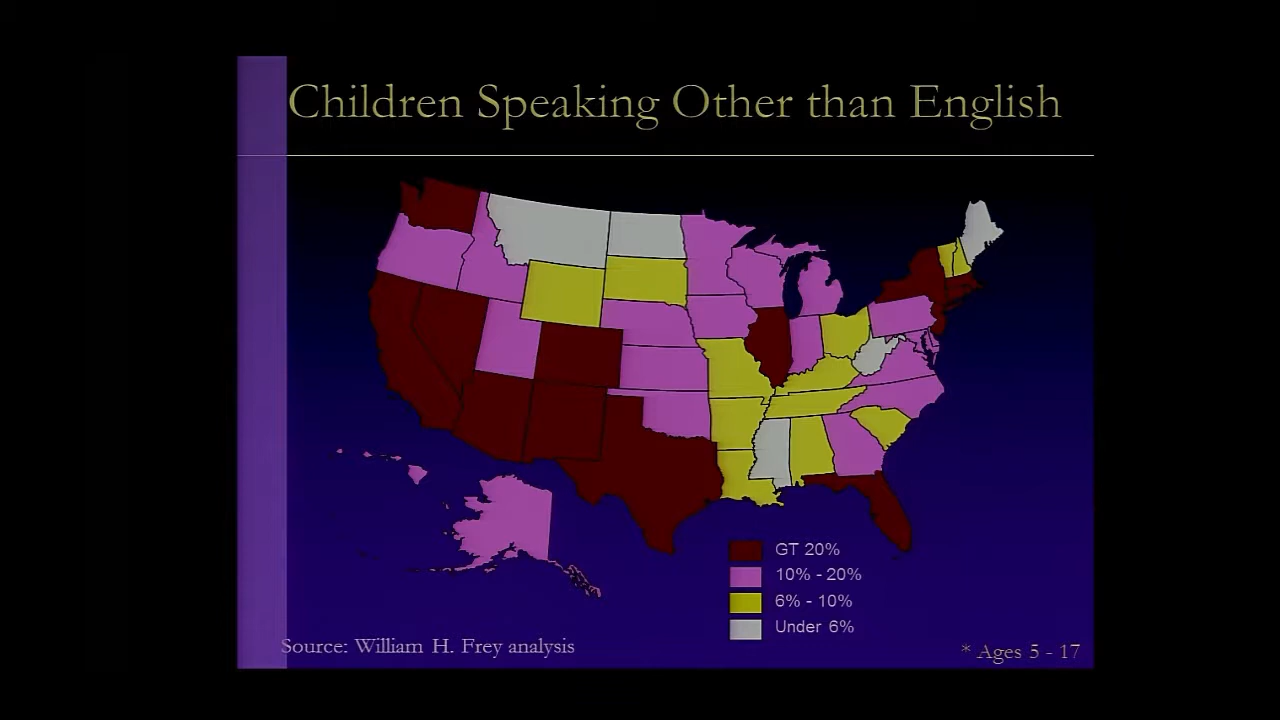 Children Speaking Other than English
GT 20%
10% - 20%
6% - 10%
Under 6%
Source: William H. Frey analysis
* Ages 5 - 17